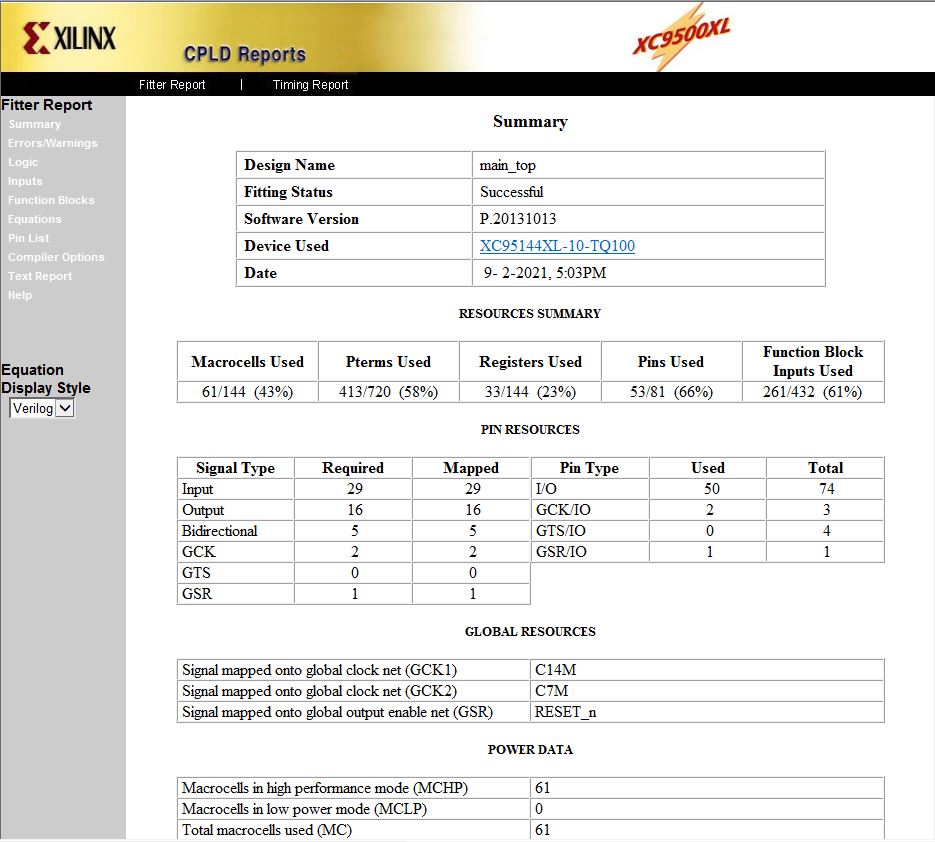 XILINX
CPLD Reports
XC9500XL
Fitter Report | Timing Report
Fitter Report
Summary
Errors/Warnings
Logic
Inputs
Function Blocks
Equations
Pin List
Compiler Options
Text Report
Help
Equation
Display Style
Verilog
Summary
Design Name main_top
Fitting Status Successful
Software Version P.20131013
Device Used XC95144XL-10-TQ100
Date 9- 2-2021, 5:03PM
RESOURCES SUMMARY
Macrocells Used Pterms Used Registers Used Pins Used Function Block Inputs Used
61/144 (43%) 413/720 (58%) 33/144 (23%) 53/81 (66%) 261/432 (61%)
PIN RESOURCES
Signal Type Required Mapped Pin Type Used Total
Input 29 29 I/O 50 74
Output 16 16 GCK/IO 2 3
Bidirectional 5 5 GTS/IO 0 4
GCK 2 2 GSR/IO 1 1
GTS 0 0
GSR 1 1
GLOBAL RESOURCES
Signal mapped onto global clock net (GCK1) C14M
Signal mapped onto global clock net (GCK2) C7M
Signal mapped onto global output enable net (GSR) RESET_n
POWER DATA
Macrocells in high performance mode (MCHP) 61
Macrocells in low power mode (MCLP) 0
Total macrocells used (MC) 61